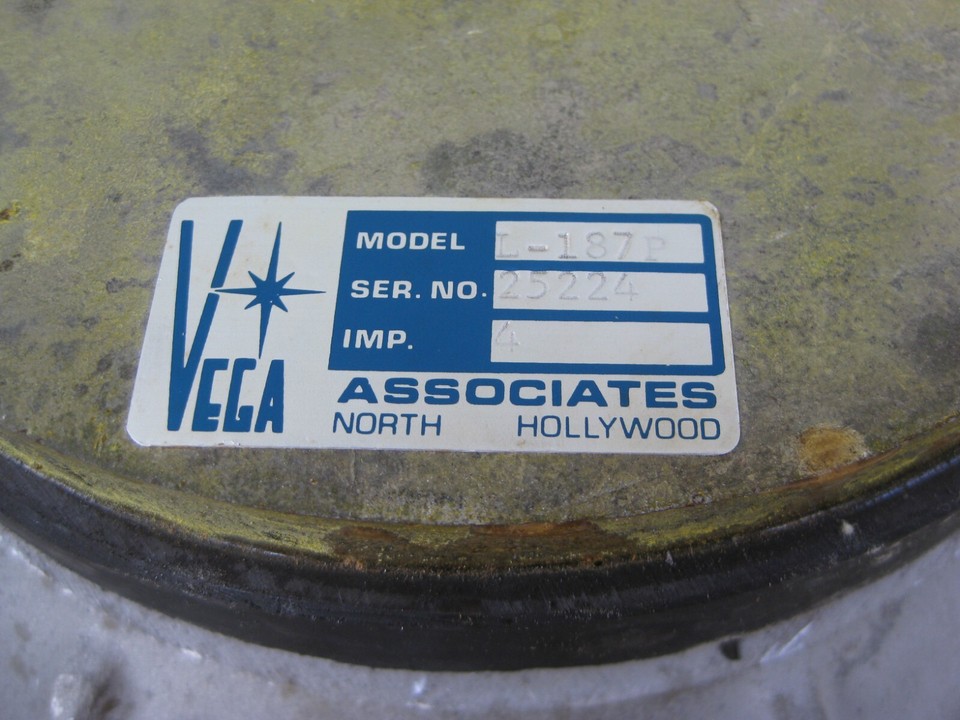 VEGA
MODEL L-187P
SER. NO. 25224
IMP. 4
ASSOCIATES
NORTH HOLLYWOOD